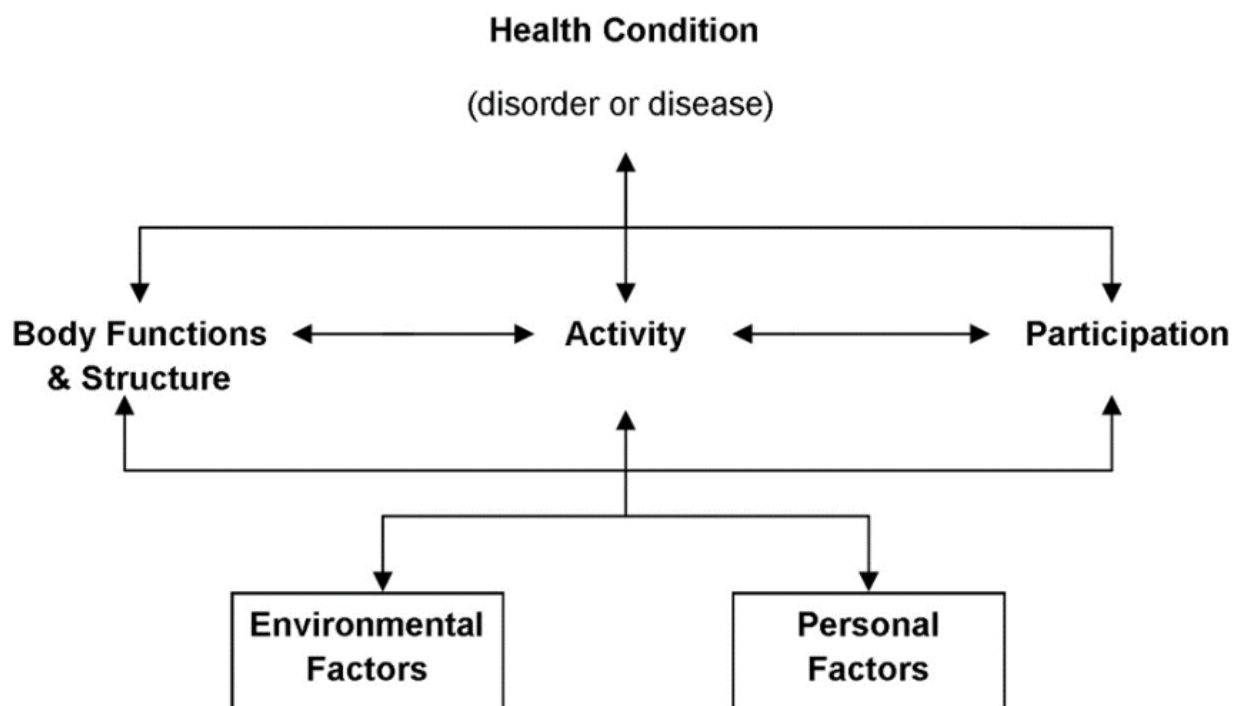 Health Condition
(disorder or disease)
Body Functions
& Structure
Activity
Participation
Environmental
Factors
Personal
Factors